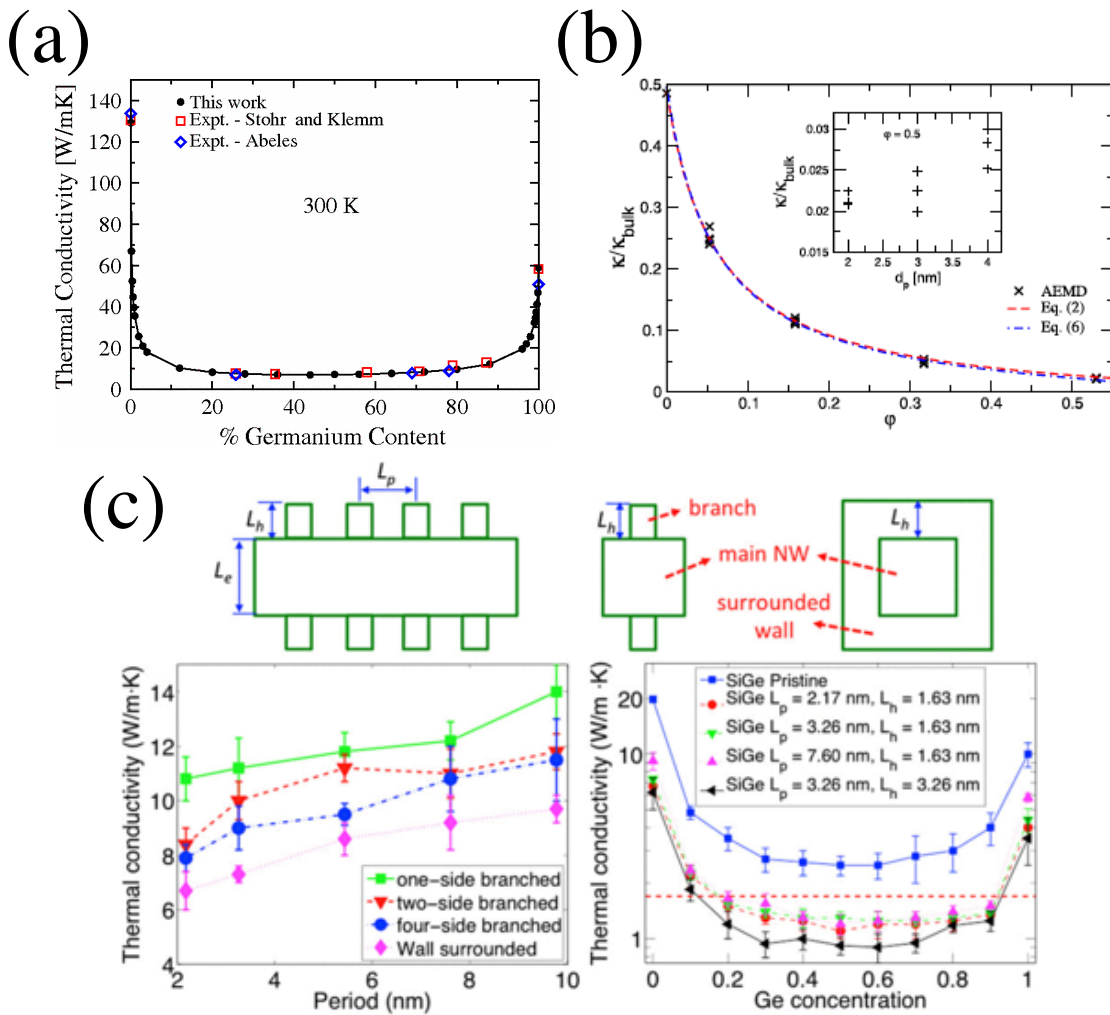 (a)
Thermal Conductivity [W/mK]
140
120
100
80
60
40
20
0
This work
Expt. - Stohr and Klemm
Expt. - Abeles
300 K
0
20
40
60
80
100
% Germanium Content
(b)
κ/κbulk
0.5
0.4
0.3
0.2
0.1
0
φ = 0.5
κ/κbulk
0.03
0.025
0.02
0.015
2
2.5
3
3.5
4
dp [nm]
AEMD
Eq. (2)
Eq. (6)
0
0.1
0.2
0.3
0.4
0.5
φ
(c)
Lp
Lh
Le
Lh
branch
main NW
surrounded
wall
Lh
Thermal conductivity (W/m·K)
14
12
10
8
6
4
one-side branched
two-side branched
four-side branched
Wall surrounded
2
4
6
8
10
Period (nm)
Thermal conductivity (W/m ·K)
20
10
1
SiGe Pristine
SiGe Lp = 2.17 nm, Lh = 1.63 nm
SiGe Lp = 3.26 nm, Lh = 1.63 nm
SiGe Lp = 7.60 nm, Lh = 1.63 nm
SiGe Lp = 3.26 nm, Lh = 3.26 nm
0
0.2
0.4
0.6
0.8
1
Ge concentration